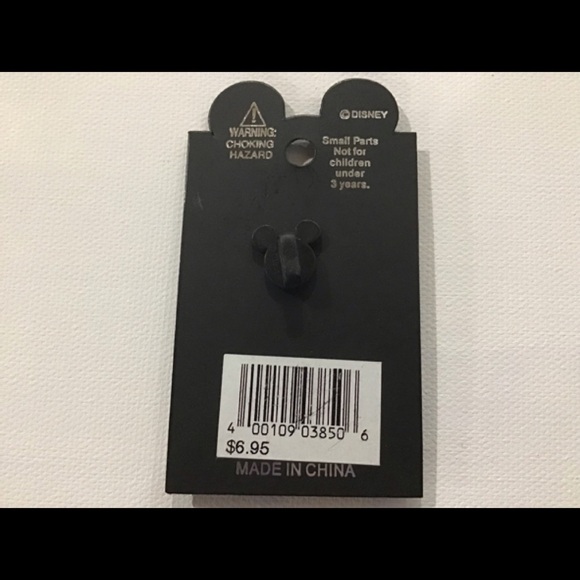 WARNING:
CHOKING
HAZARD
©DISNEY
Small Parts
Not for
children
under
3 years.
4 00109 03850 6
$6.95
MADE IN CHINA